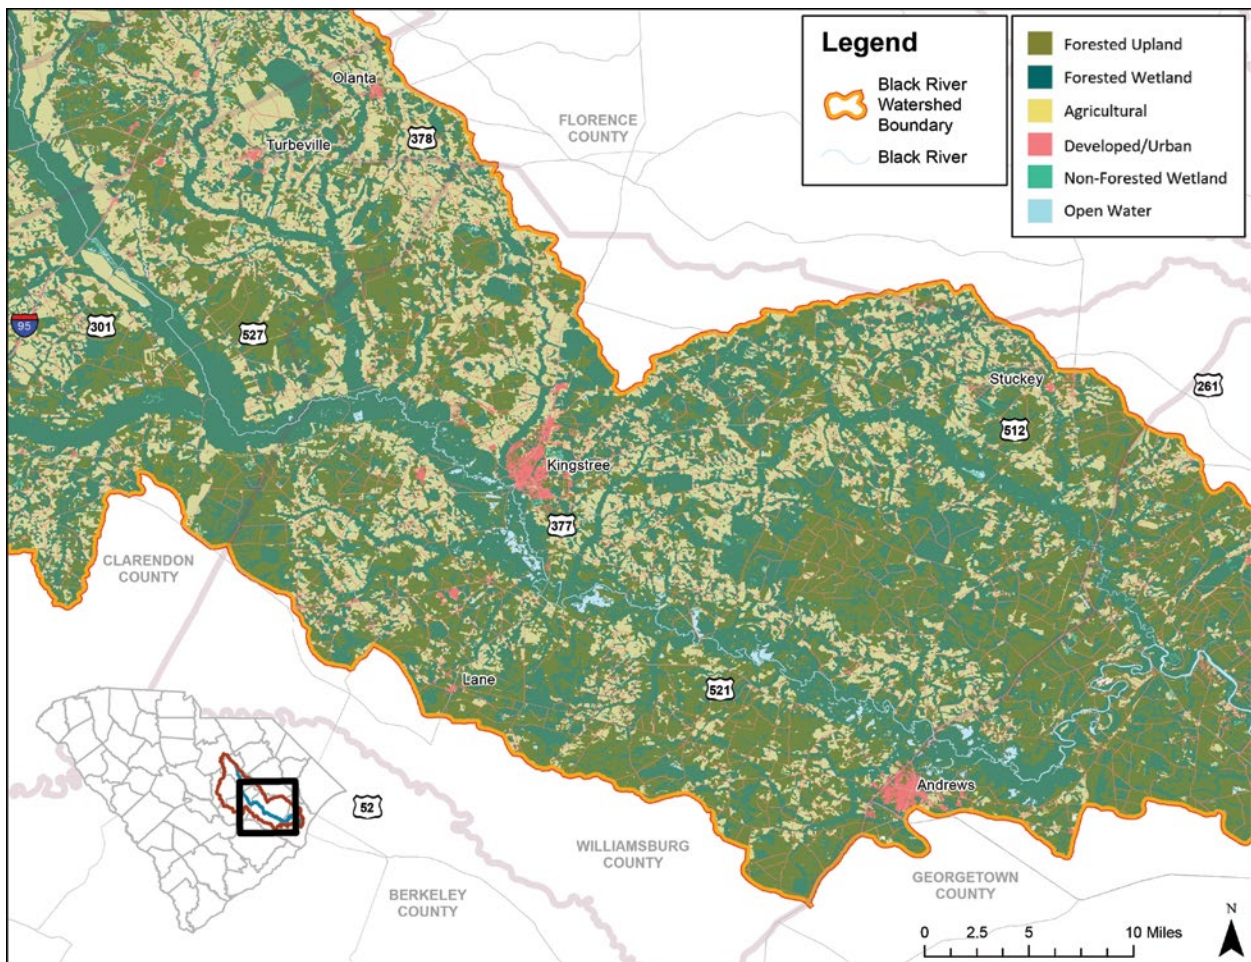 Legend
Black River
Watershed
Boundary
Black River
Forested Upland
Forested Wetland
Agricultural
Developed/Urban
Non-Forested Wetland
Open Water
Olanta
FLORENCE
COUNTY
378
Turbeville
95
301
527
Stuckey
261
512
Kingstree
377
CLARENDON
COUNTY
Lane
521
Andrews
52
WILLIAMSBURG
COUNTY
GEORGETOWN
COUNTY
BERKELEY
COUNTY
N
0 2.5 5 10 Miles